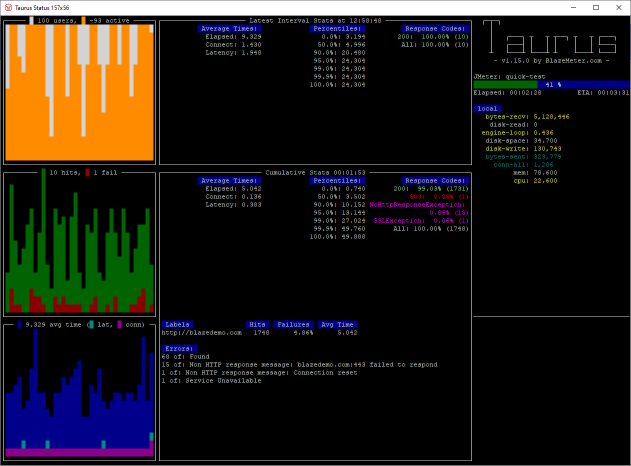 Taurus Status 157x56
100 users, -93 active
Latest Interval Stats at 12:58:48
Average Times: Percentiles: Response Codes:
Elapsed: 9.329 0.0%: 3.194 200: 100.00% (10)
Connect: 1.430 50.0%: 4.996 All: 100.00% (10)
Latency: 1.948 90.0%: 20.480
95.0%: 24.304
99.0%: 24.304
99.9%: 24.304
100.0%: 24.304
- v1.15.0 by BlazeMeter.com -
JMeter: quick-test
41 %
Elapsed: 00:02:28 ETA: 00:03:31
local
bytes-recv: 5,128,446
disk-read: 0
engine-loop: 0.436
disk-space: 34.700
disk-write: 130,743
bytes-sent: 323,779
conn-all: 1,206
mem: 78.600
cpu: 22.600
10 hits, 1 fail
Cumulative Stats 00:01:53
Average Times: Percentiles: Response Codes:
Elapsed: 5.042 0.0%: 0.740 200: 99.03% (1731)
Connect: 0.136 50.0%: 3.502 503: 0.06% (1)
Latency: 0.383 90.0%: 10.152 NoHttpResponseException:
95.0%: 13.144 0.86% (15)
99.0%: 27.024 SSLException: 0.06% (1)
99.9%: 49.760 All: 100.00% (1748)
100.0%: 49.888
9.329 avg time ( lat, conn)
Labels Hits Failures Avg Time
http://blazedemo.com 1748 4.86% 5.042
Errors:
68 of: Found
15 of: Non HTTP response message: blazedemo.com:443 failed to respond
1 of: Non HTTP response message: Connection reset
1 of: Service Unavailable